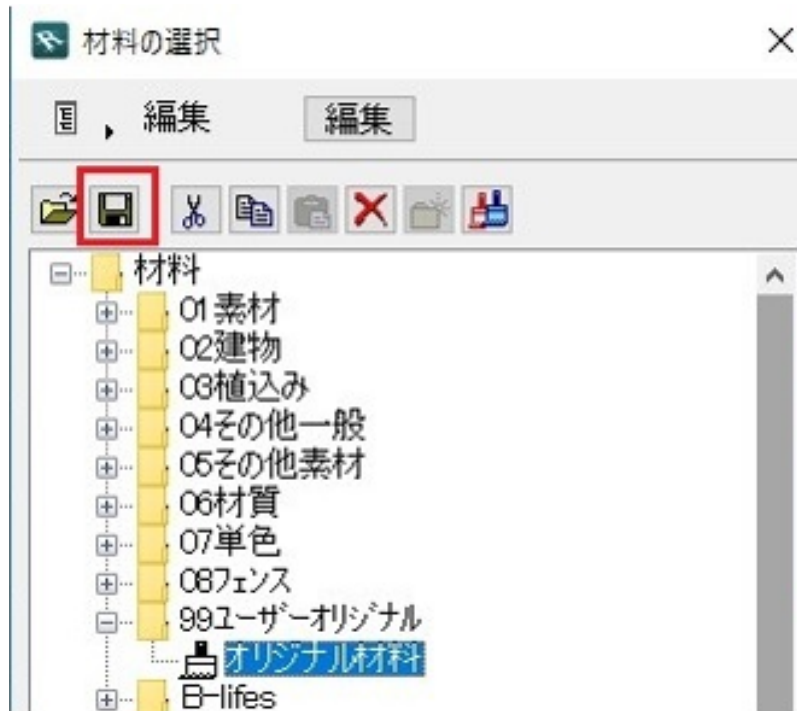 材料の選択
編集 編集
材料
01素材
02建物
03植込み
04その他一般
05その他素材
06材質
07単色
08フェンス
99ユーザーオリジナル
オリジナル材料
B-lifes